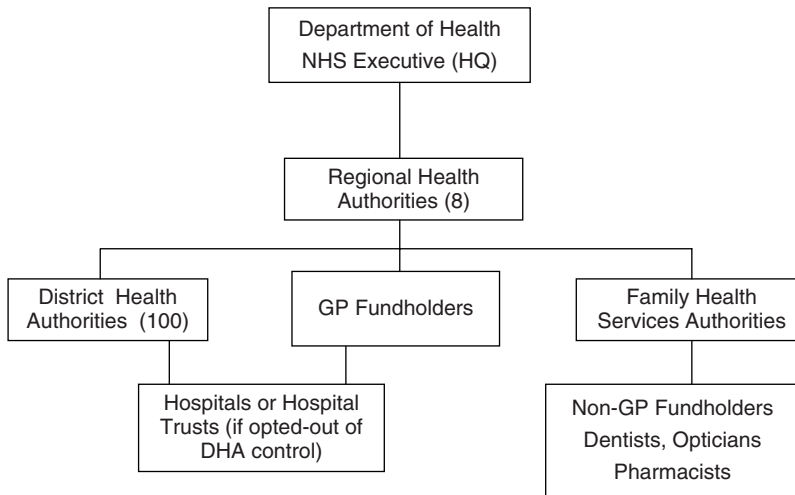 Department of Health
NHS Executive (HQ)
Regional Health
Authorities (8)
District Health
Authorities (100)
GP Fundholders
Family Health
Services Authorities
Hospitals or Hospital
Trusts (if opted-out of
DHA control)
Non-GP Fundholders
Dentists, Opticians
Pharmacists